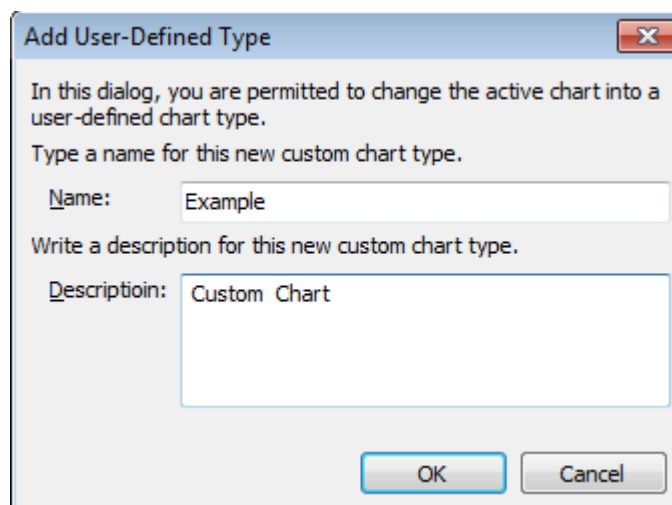 Add User-Defined Type
In this dialog, you are permitted to change the active chart into a
user-defined chart type.
Type a name for this new custom chart type.
Name: Example
Write a description for this new custom chart type.
Descriptioin: Custom Chart
OK Cancel